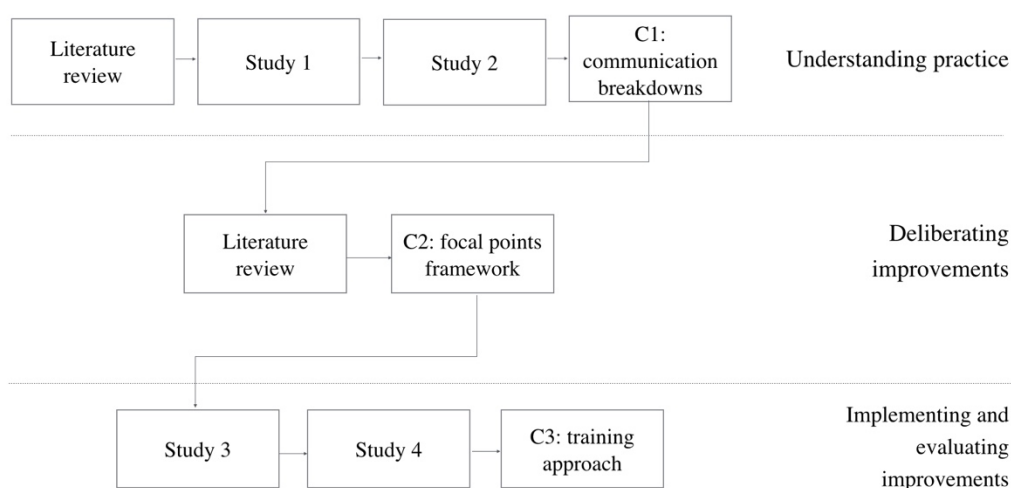 Literature
review
Study 1
Study 2
C1:
communication
breakdowns
Understanding practice
Literature
review
C2: focal points
framework
Deliberating
improvements
Study 3
Study 4
C3: training
approach
Implementing and
evaluating
improvements